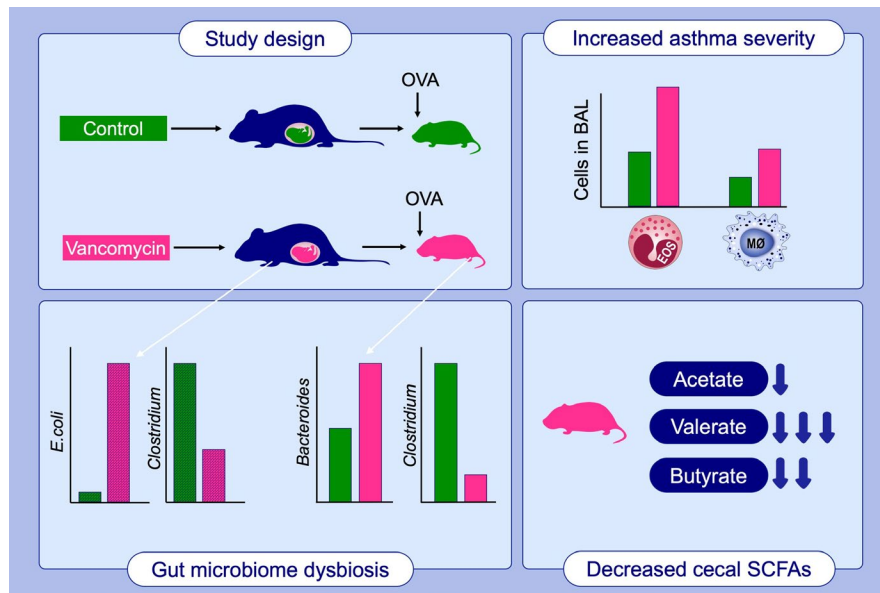 Study design
OVA
Control
OVA
Vancomycin
Increased asthma severity
Cells in BAL
EOS
MØ
E.coli
Clostridium
Bacteroides
Clostridium
Gut microbiome dysbiosis
Acetate
Valerate
Butyrate
Decreased cecal SCFAs